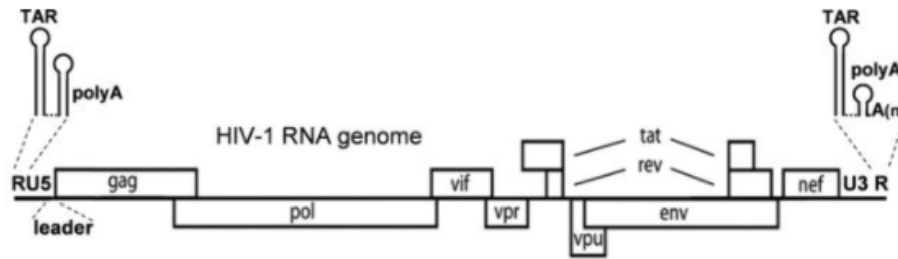 TAR
TAR
polyA
polyA
A(n
HIV-1 RNA genome
tat
rev
RU5
gag
vif
nef
U3 R
pol
vpr
env
leader
vpu